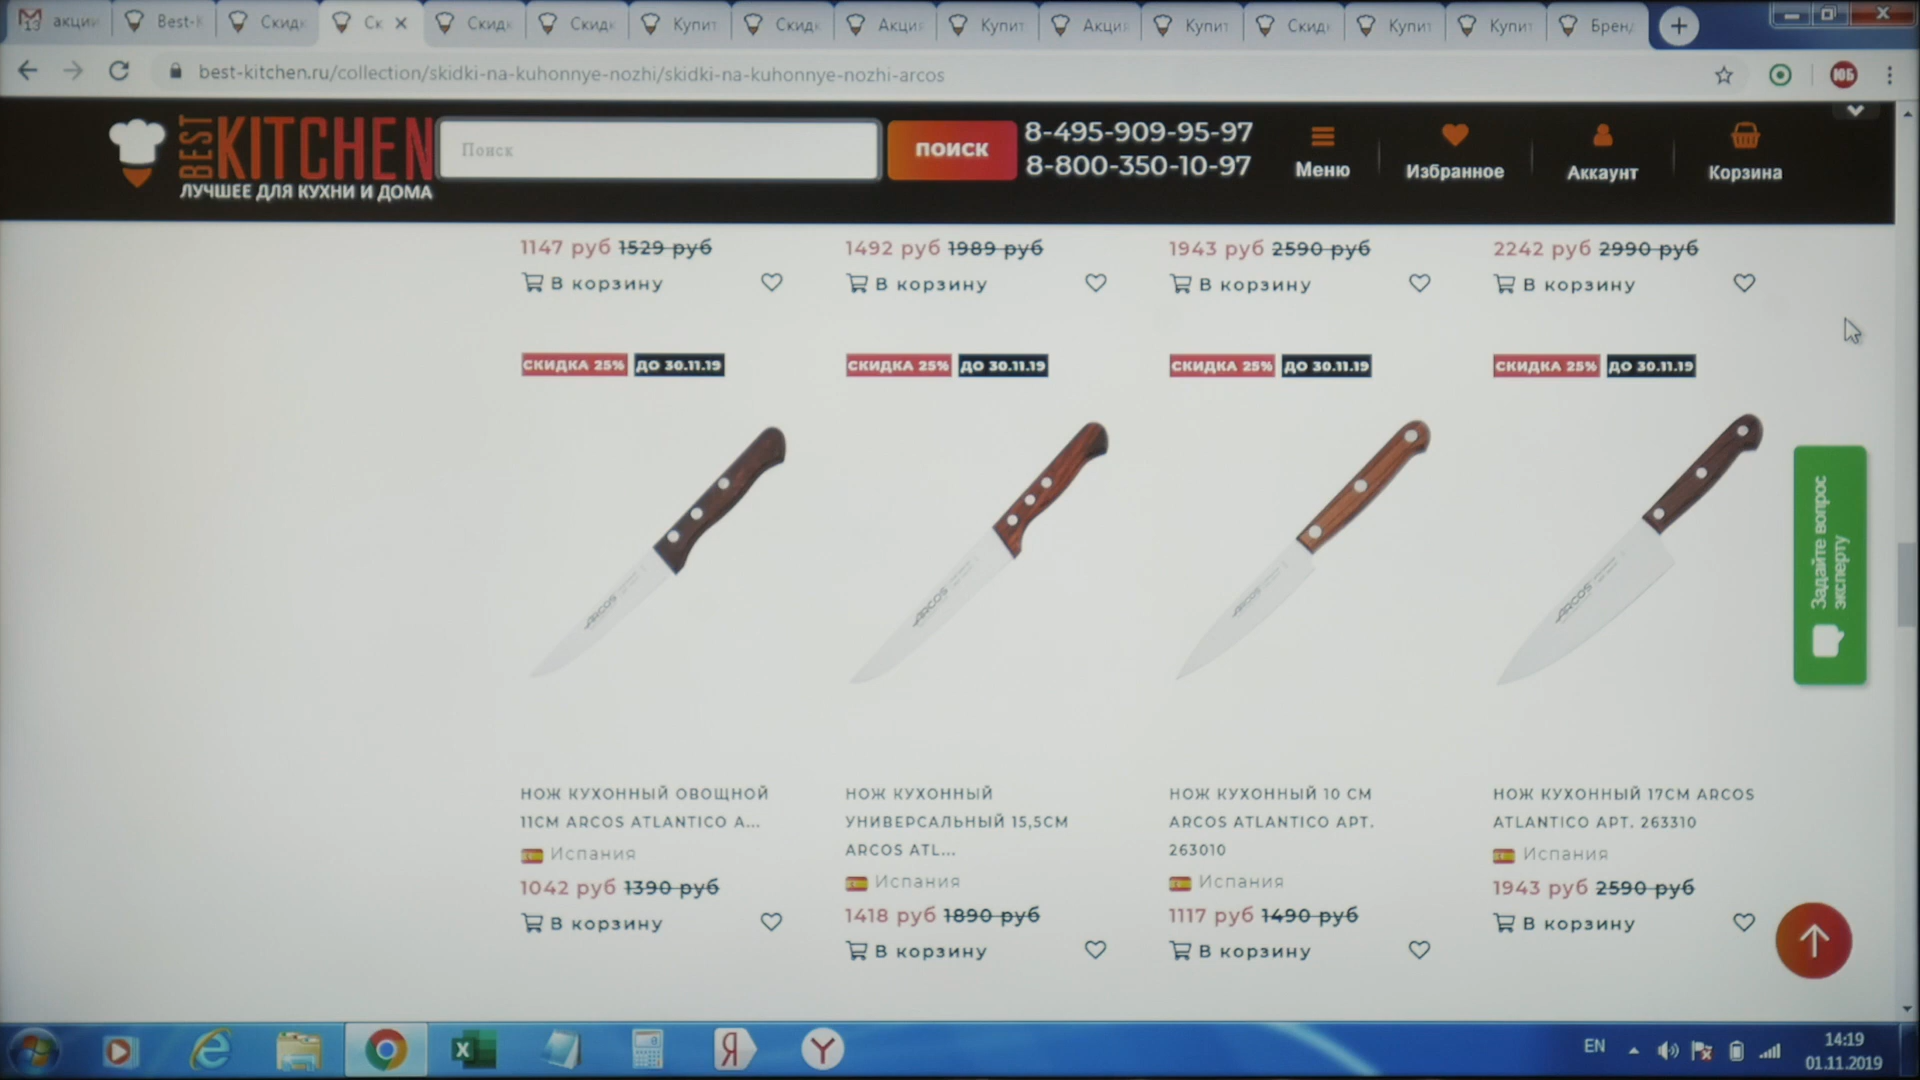 акции
Best-K
Скидк
Ск
Скидк
Скидк
Купит
Скидк
Акция
Купит
Акция
Купит
Скидк
Купит
Купит
Бренд
best-kitchen.ru/collection/skidki-na-kuhonnye-nozhi/skidki-na-kuhonnye-nozhi-arcos
ЮБ
BEST KITCHEN
ЛУЧШЕЕ ДЛЯ КУХНИ И ДОМА
Поиск
ПОИСК
8-495-909-95-97
8-800-350-10-97
Меню
Избранное
Аккаунт
Корзина
1147 руб 1529 руб
В корзину
1492 руб 1989 руб
В корзину
1943 руб 2590 руб
В корзину
2242 руб 2990 руб
В корзину
СКИДКА 25% ДО 30.11.19
СКИДКА 25% ДО 30.11.19
СКИДКА 25% ДО 30.11.19
СКИДКА 25% ДО 30.11.19
ARCOS
ARCOS
ARCOS
ARCOS
Задайте вопрос
эксперту
НОЖ КУХОННЫЙ ОВОЩНОЙ
11СМ ARCOS ATLANTICO А...
Испания
1042 руб 1390 руб
В корзину
НОЖ КУХОННЫЙ
УНИВЕРСАЛЬНЫЙ 15,5СМ
ARCOS ATL...
Испания
1418 руб 1890 руб
В корзину
НОЖ КУХОННЫЙ 10 СМ
ARCOS ATLANTICO АРТ.
263010
Испания
1117 руб 1490 руб
В корзину
НОЖ КУХОННЫЙ 17СМ ARCOS
ATLANTICO АРТ. 263310
Испания
1943 руб 2590 руб
В корзину
EN
14:19
01.11.2019